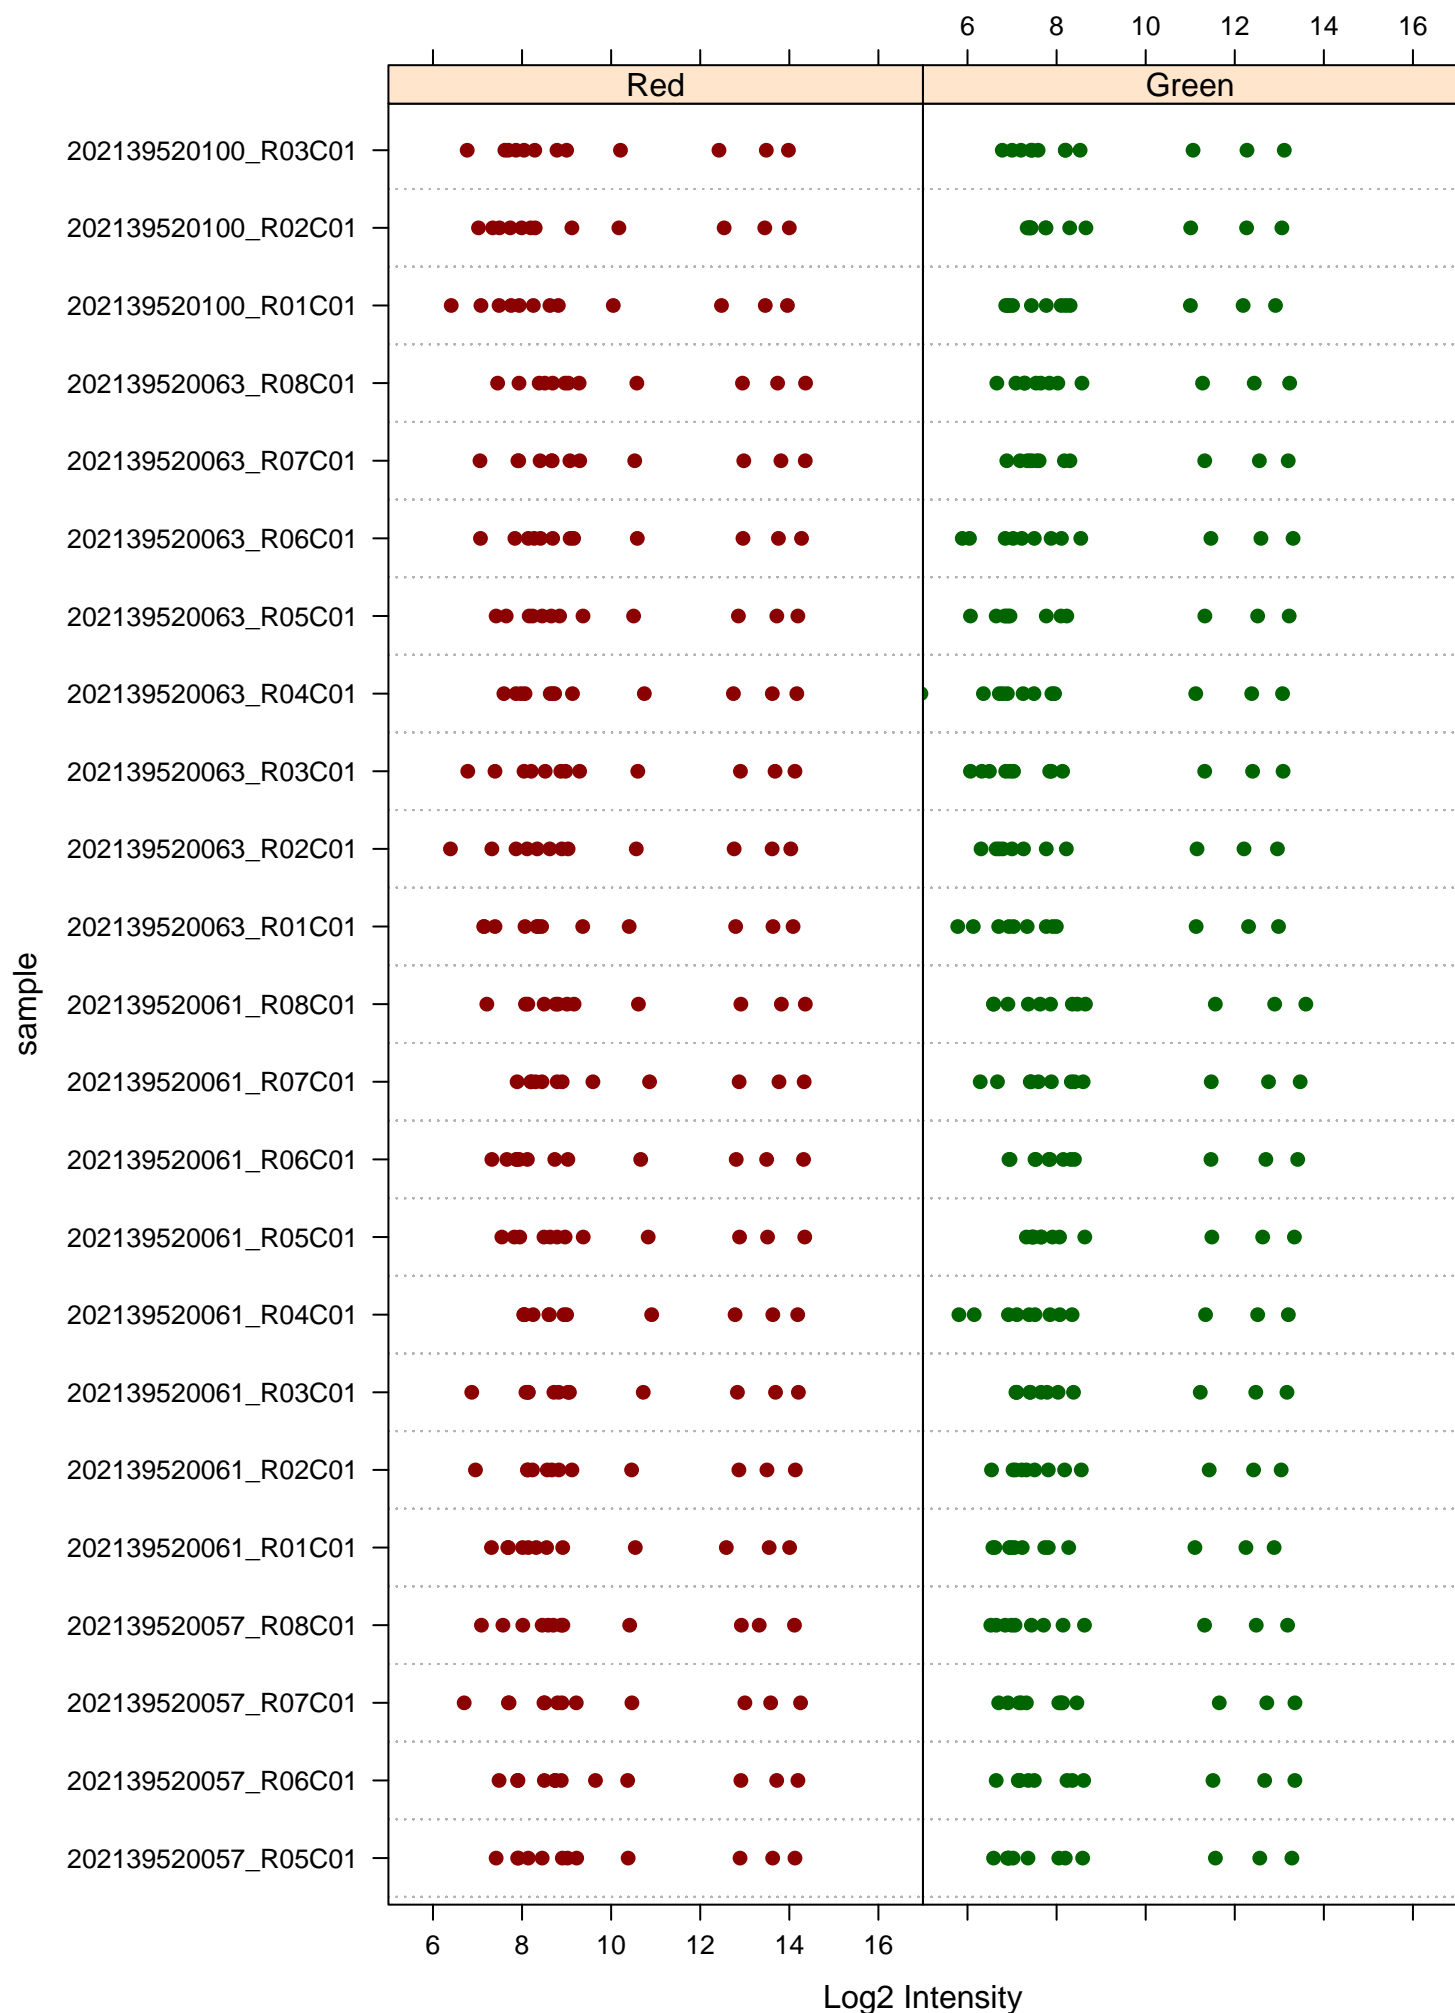 6 8 10 12 14 16
Red Green
202139520100_R03C01
202139520100_R02C01
202139520100_R01C01
202139520063_R08C01
202139520063_R07C01
202139520063_R06C01
202139520063_R05C01
202139520063_R04C01
202139520063_R03C01
202139520063_R02C01
202139520063_R01C01
sample
202139520061_R08C01
202139520061_R07C01
202139520061_R06C01
202139520061_R05C01
202139520061_R04C01
202139520061_R03C01
202139520061_R02C01
202139520061_R01C01
202139520057_R08C01
202139520057_R07C01
202139520057_R06C01
202139520057_R05C01
6 8 10 12 14 16
Log2 Intensity